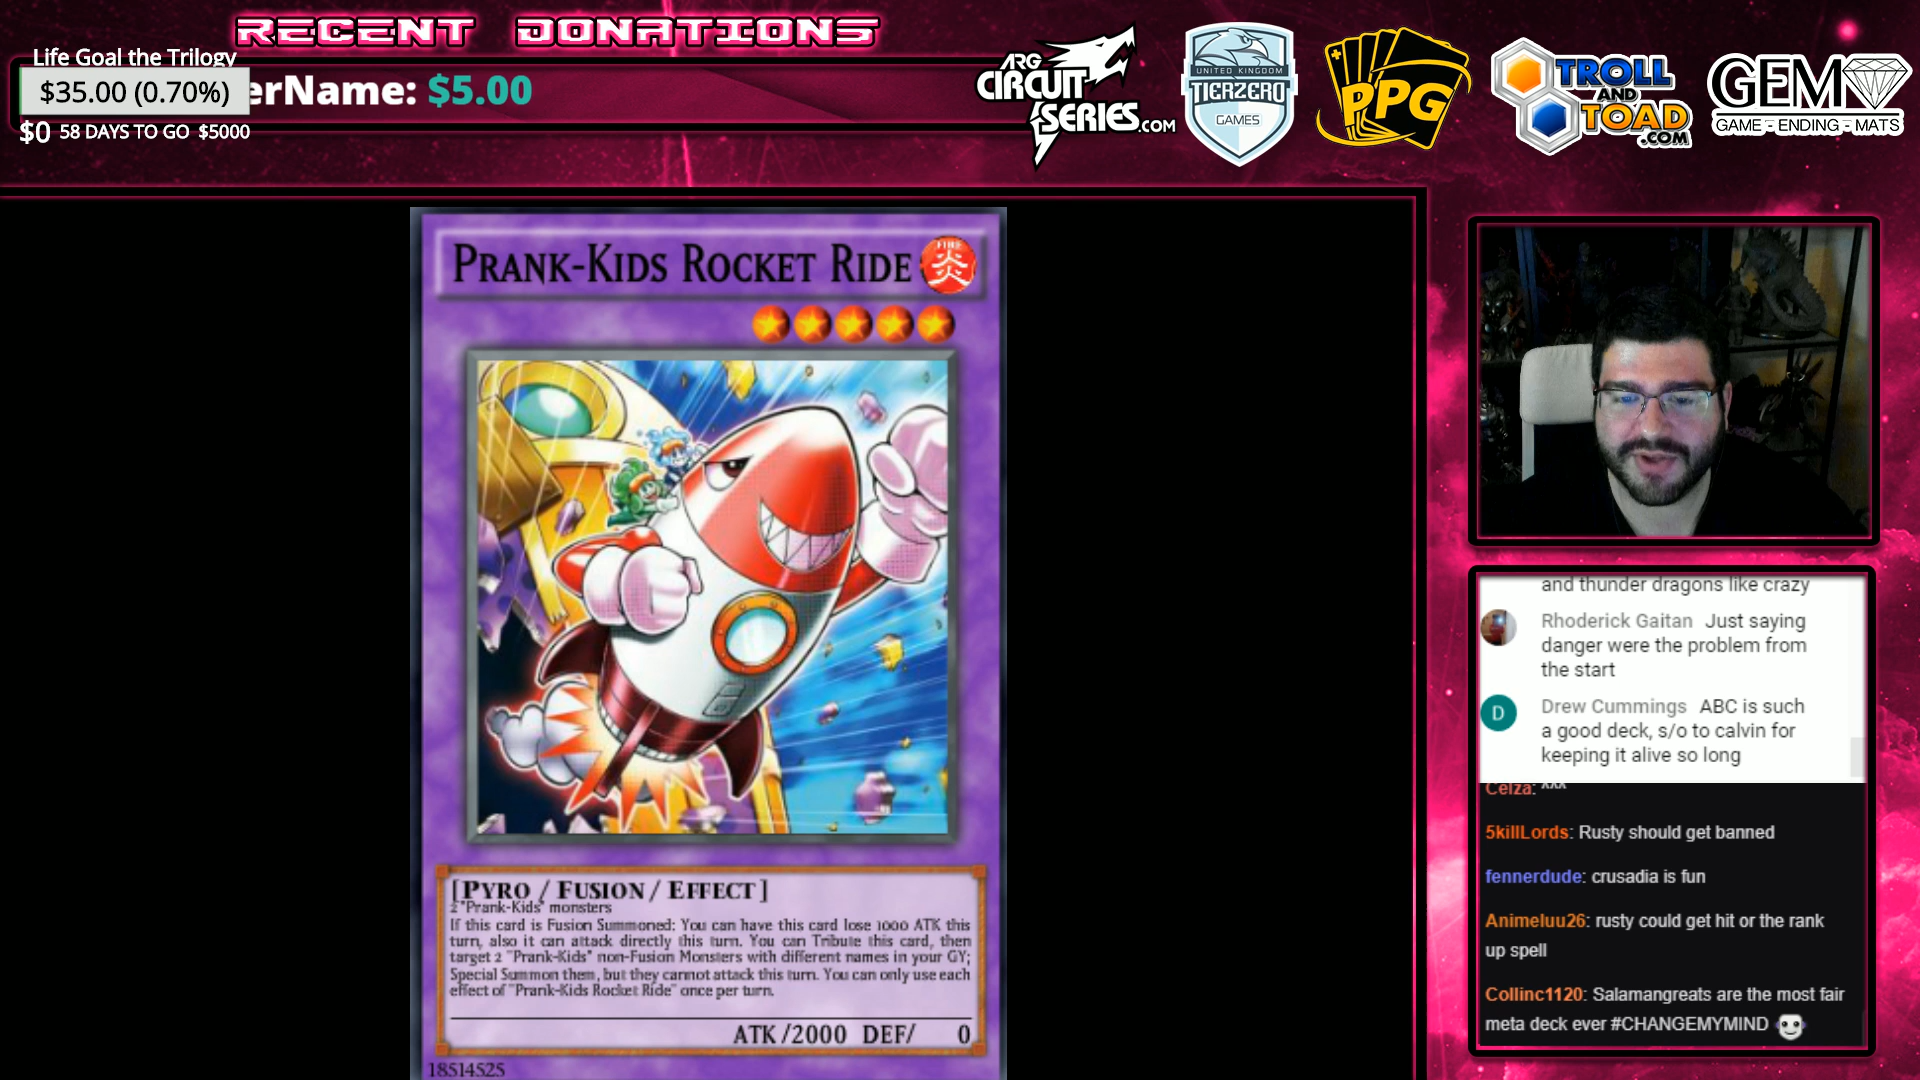 RECENT DONATIONS
Life Goal the Trilogy
$35.00 (0.70%)
erName: $5.00
$0 58 DAYS TO GO $5000
ARG
CIRCUIT
SERIES.COM
UNITED KINGDOM
TIERZERO
GAMES
PPG
TROLL
AND
TOAD
.COM
GEM
GAME - ENDING - MATS
PRANK-KIDS ROCKET RIDE
FIRE
炎
[PYRO / FUSION / EFFECT]
2 "Prank-Kids" monsters
If this card is Fusion Summoned: You can have this card lose 1000 ATK this
turn, also it can attack directly this turn. You can Tribute this card, then
target 2 "Prank-Kids" non-Fusion Monsters with different names in your GY;
Special Summon them, but they cannot attack this turn. You can only use each
effect of "Prank-Kids Rocket Ride" once per turn.
ATK/2000 DEF/ 0
18514525
and thunder dragons like crazy
Rhoderick Gaitan Just saying
danger were the problem from
the start
D
Drew Cummings ABC is such
a good deck, s/o to calvin for
keeping it alive so long
Celza: ^^^
5killLords: Rusty should get banned
fennerdude: crusadia is fun
Animeluu26: rusty could get hit or the rank
up spell
Collinc1120: Salamangreats are the most fair
meta deck ever #CHANGEMYMIND